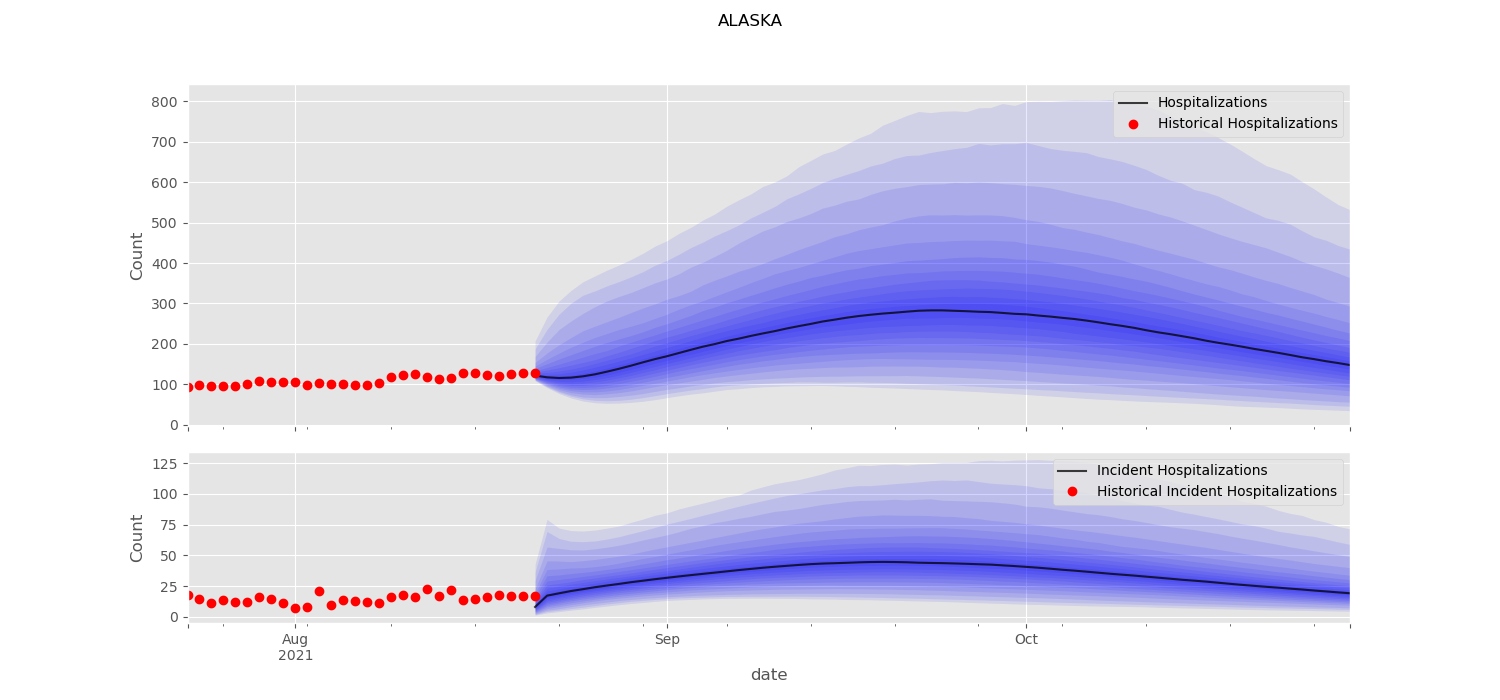 ALASKA
Hospitalizations
Historical Hospitalizations
800
700
600
500
400
300
200
100
0
Count
Incident Hospitalizations
Historical Incident Hospitalizations
125
100
75
50
25
0
Count
Aug
2021
Sep
Oct
date